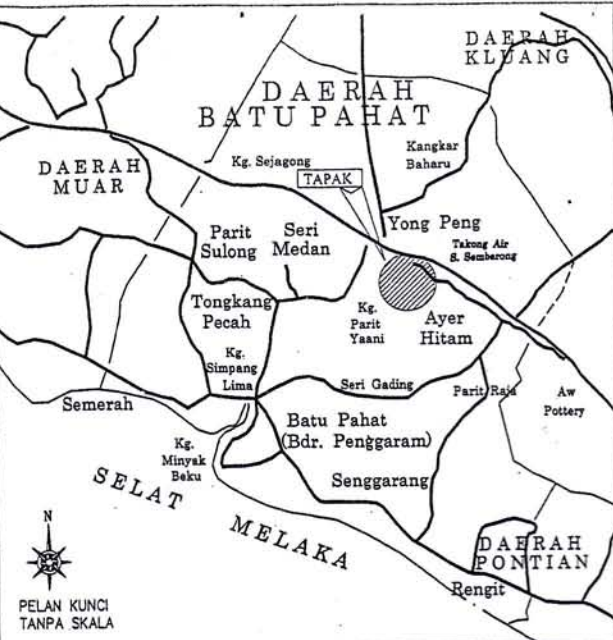 DAERAH
KLUANG
DAERAH
BATU PAHAT
Kangkar
Baharu
Kg. Sejagong
DAERAH
MUAR
TAPAK
Yong Peng
Parit
Sulong
Seri
Medan
Takong Air
S. Semberong
Tongkang
Pecah
Kg.
Parit
Yaani
Ayer
Hitam
Kg.
Simpang
Lima
Seri Gading
Parit Raja
Aw
Pottery
Semerah
Batu Pahat
(Bdr. Penggaram)
Kg.
Minyak
Beku
Senggarang
SELAT
MELAKA
N
DAERAH
PONTIAN
Rengit
PELAN KUNCI
TANPA SKALA